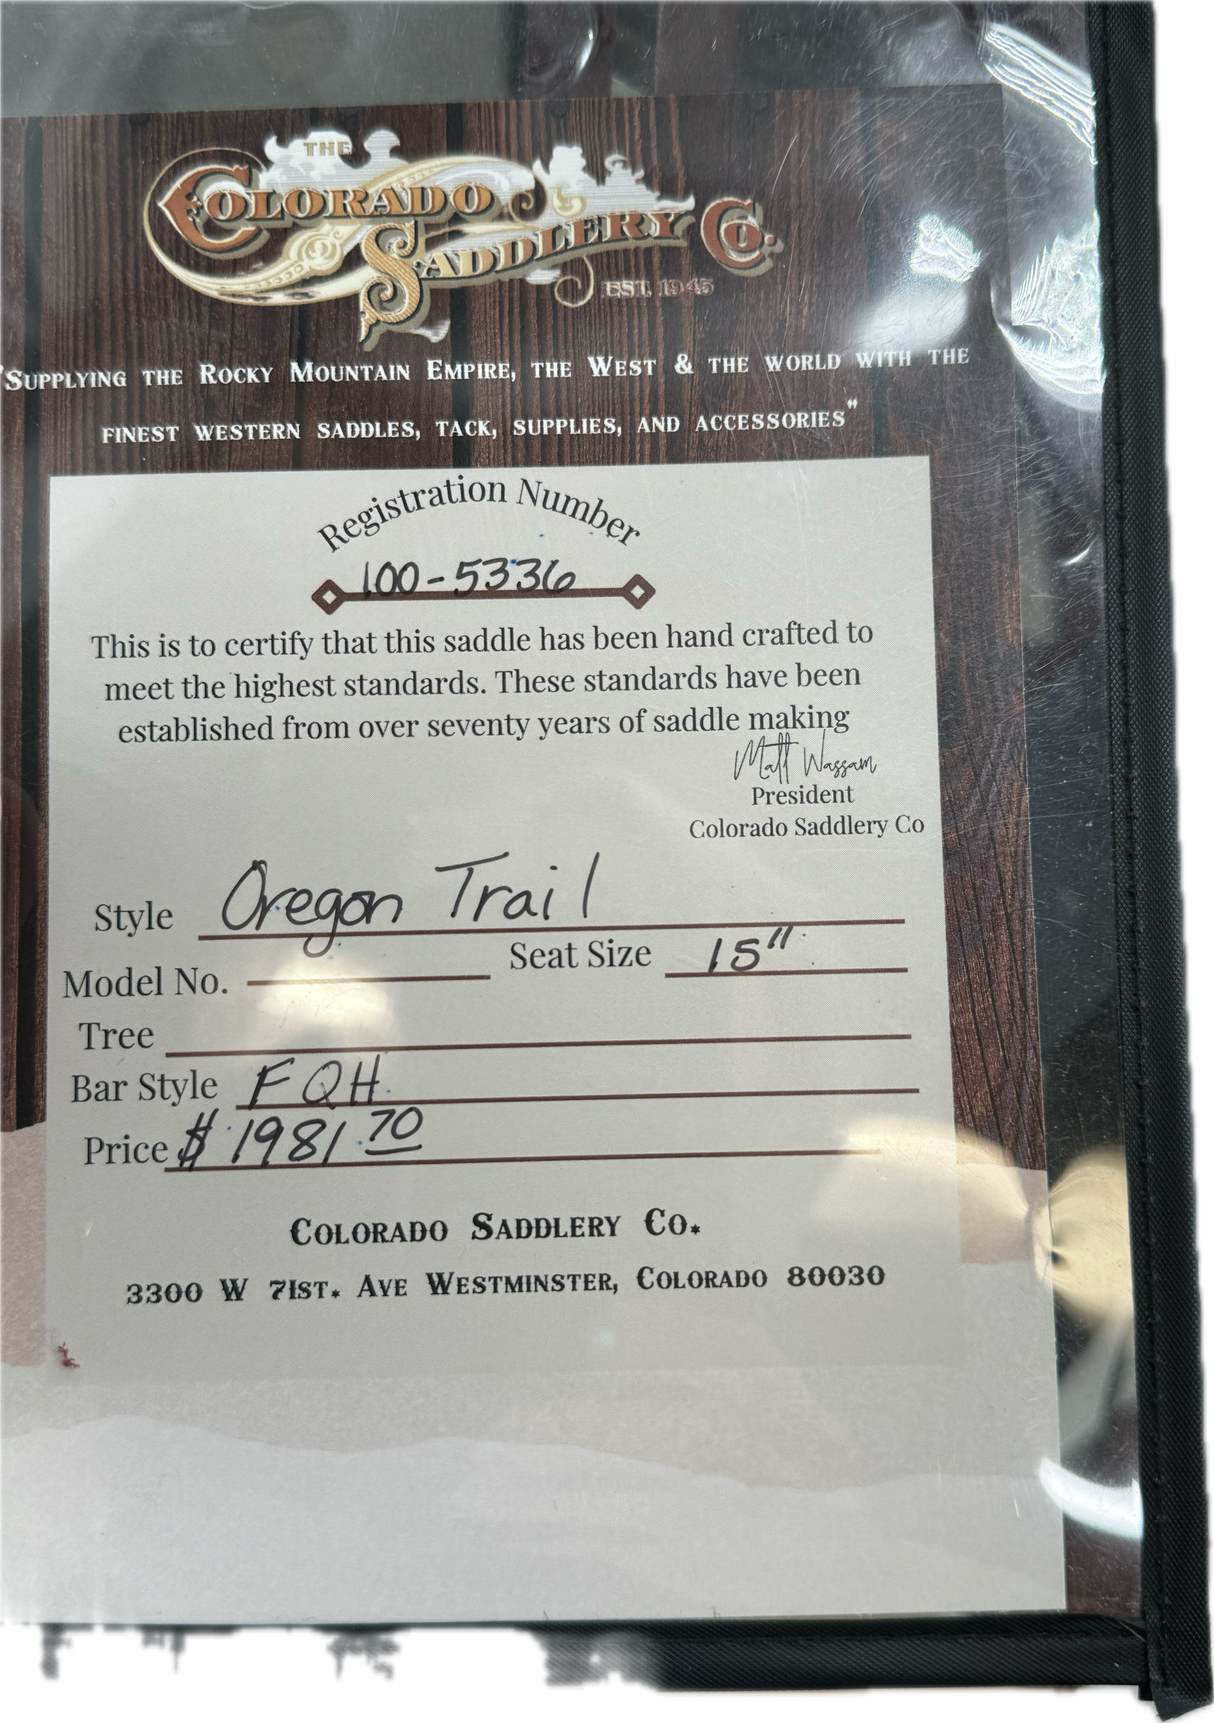 THE
COLORADO
SADDLERY CO.
EST. 1945
"SUPPLYING THE ROCKY MOUNTAIN EMPIRE, THE WEST & THE WORLD WITH THE
FINEST WESTERN SADDLES, TACK, SUPPLIES, AND ACCESSORIES"
Registration Number
100-5336
This is to certify that this saddle has been hand crafted to
meet the highest standards. These standards have been
established from over seventy years of saddle making
Matt Wassam
President
Colorado Saddlery Co
Style Oregon Trail
Model No. Seat Size 15"
Tree
Bar Style FQH
Price $1981.70
COLORADO SADDLERY CO.
3300 W 71ST. AVE WESTMINSTER, COLORADO 80030